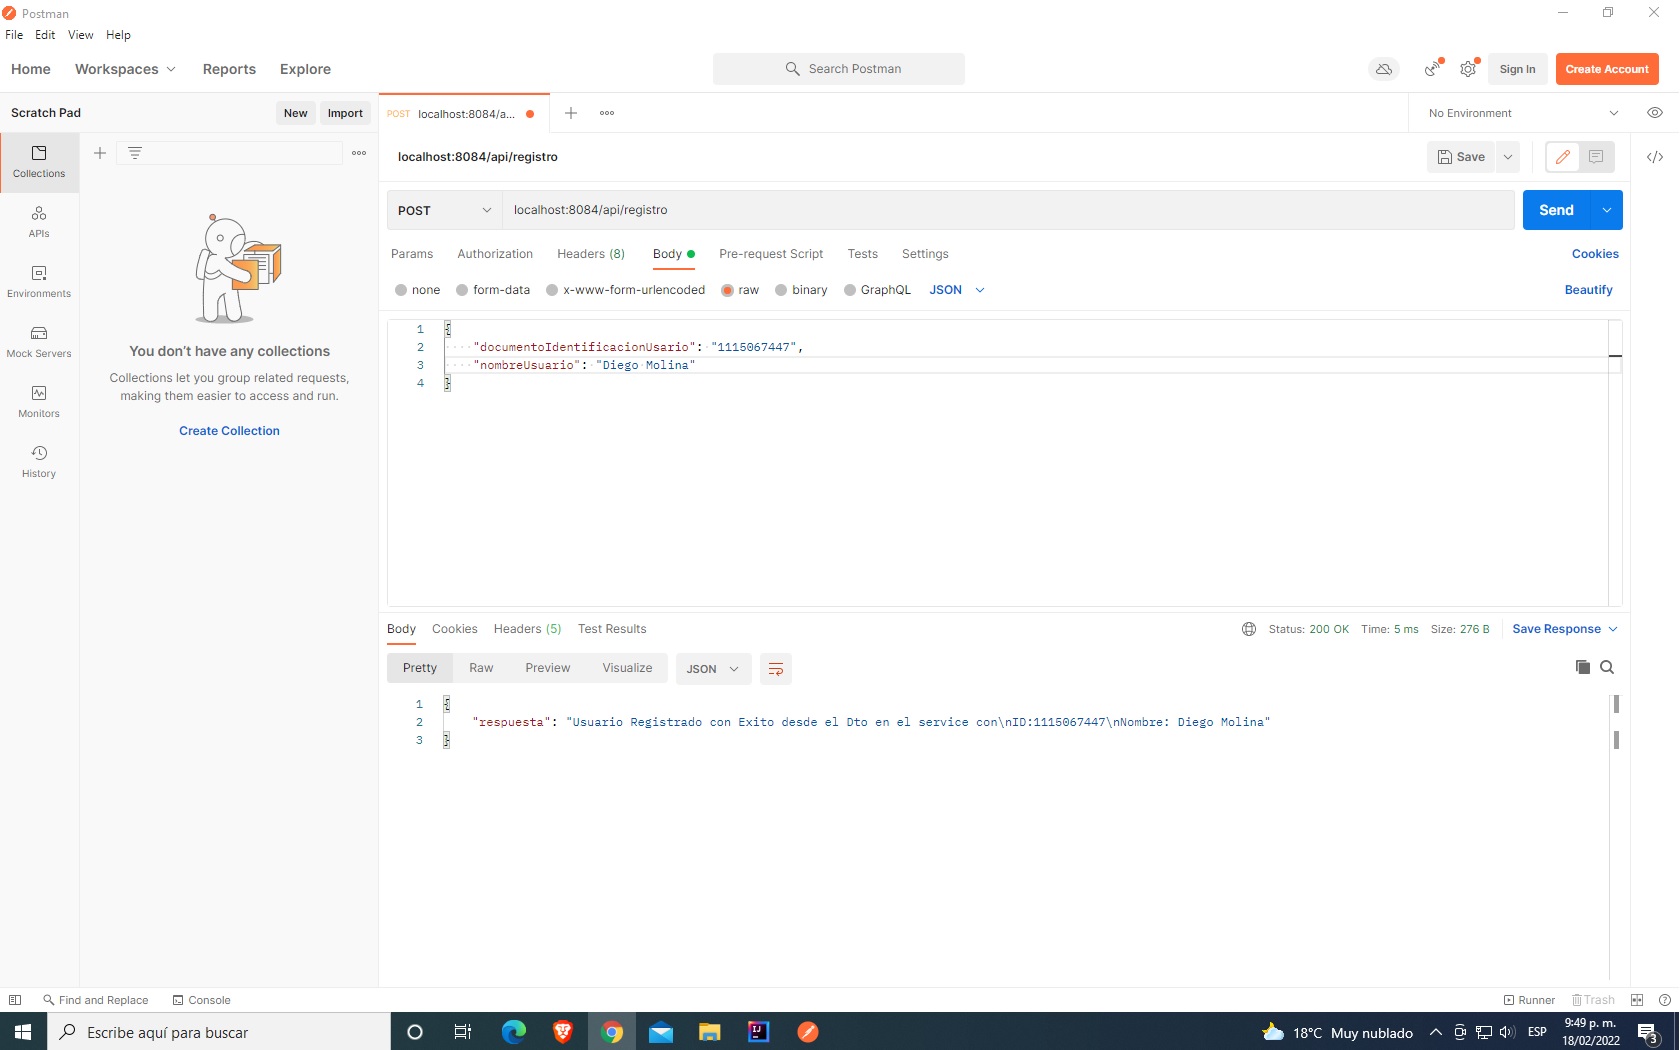 Postman
File Edit View Help
Home Workspaces Reports Explore
Search Postman
Sign In
Create Account
Scratch Pad
New
Import
POST localhost:8084/a...
No Environment
Collections
APIs
Environments
Mock Servers
Monitors
History
You don't have any collections
Collections let you group related requests,
making them easier to access and run.
Create Collection
localhost:8084/api/registro
Save
POST
localhost:8084/api/registro
Send
Params Authorization Headers (8) Body Pre-request Script Tests Settings
Cookies
none form-data x-www-form-urlencoded raw binary GraphQL JSON
Beautify
1 {
2 "documentoIdentificacionUsario": "1115067447",
3 "nombreUsuario": "Diego Molina"
4 }
Body Cookies Headers (5) Test Results
Status: 200 OK Time: 5 ms Size: 276 B Save Response
Pretty Raw Preview Visualize JSON
1 {
2 "respuesta": "Usuario Registrado con Exito desde el Dto en el service con\nID:1115067447\nNombre: Diego Molina"
3 }
Find and Replace Console
Runner Trash
Escribe aquí para buscar
IJ
18°C Muy nublado
ESP
9:49 p. m.
18/02/2022
3